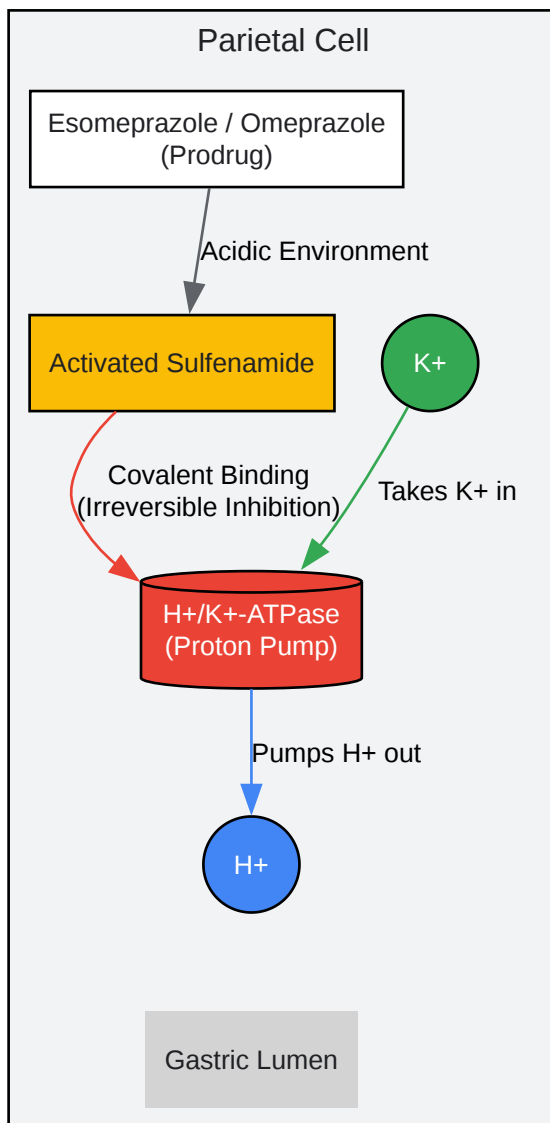 Parietal Cell
Esomeprazole / Omeprazole
(Prodrug)
Acidic Environment
Activated Sulfenamide
K+
Covalent Binding
(Irreversible Inhibition)
Takes K+ in
H+/K+-ATPase
(Proton Pump)
Pumps H+ out
H+
Gastric Lumen